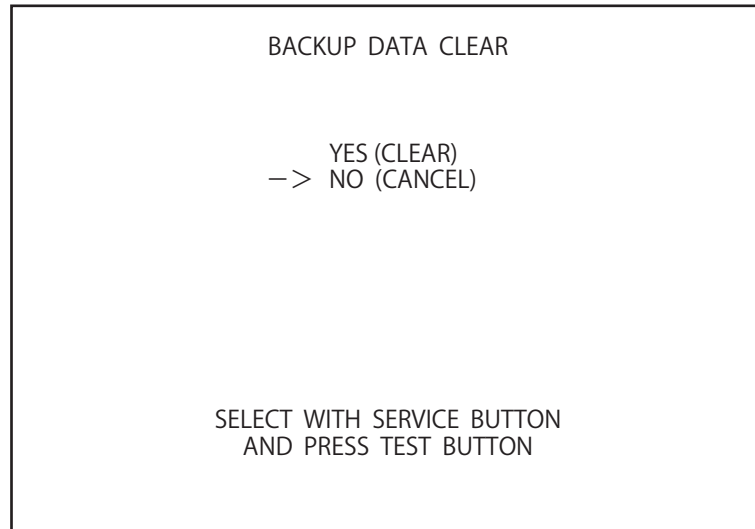 BACKUP DATA CLEAR
YES (CLEAR)
—> NO (CANCEL)
SELECT WITH SERVICE BUTTON
AND PRESS TEST BUTTON